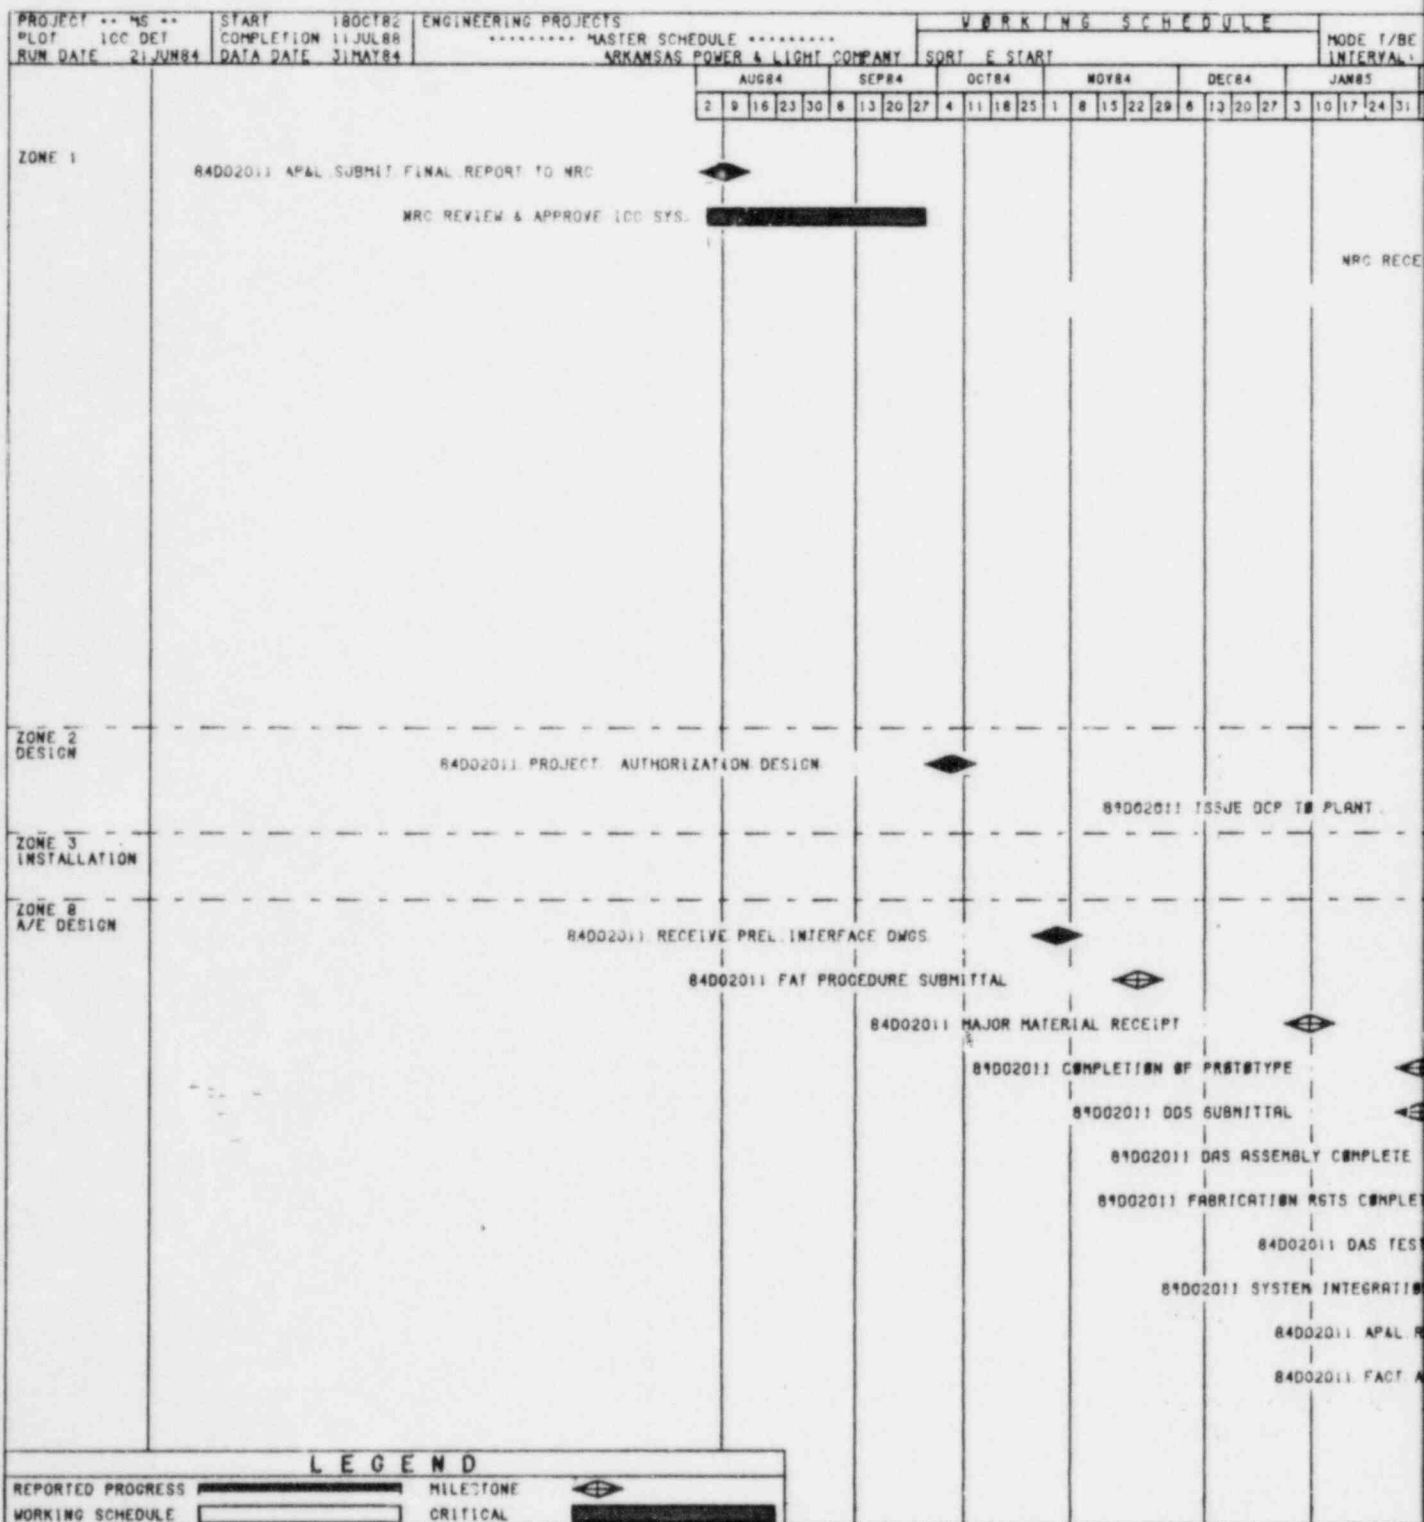 PROJECT ** MS ** START 18OCT82 ENGINEERING PROJECTS WORKING SCHEDULE
PLOT ICC DET COMPLETION 11JUL88 ********* MASTER SCHEDULE ********* MODE T/BE
RUN DATE 21JUN84 DATA DATE 31MAY84 ARKANSAS POWER & LIGHT COMPANY SORT E START INTERVAL:
AUG84 SEP84 OCT84 NOV84 DEC84 JAN85
2 9 16 23 30 6 13 20 27 4 11 18 25 1 8 15 22 29 6 13 20 27 3 10 17 24 31
ZONE 1
84D02011 AP&L SUBMIT FINAL REPORT TO NRC
NRC REVIEW & APPROVE ICC SYS.
NRC RECE
ZONE 2
DESIGN
84D02011 PROJECT AUTHORIZATION DESIGN
84D02011 ISSUE DCP TO PLANT
ZONE 3
INSTALLATION
ZONE 8
A/E DESIGN
84D02011 RECEIVE PREL INTERFACE DWGS
84D02011 FAT PROCEDURE SUBMITTAL
84D02011 MAJOR MATERIAL RECEIPT
84D02011 COMPLETION OF PROTOTYPE
84D02011 DDS SUBMITTAL
84D02011 DAS ASSEMBLY COMPLETE
84D02011 FABRICATION RGTS COMPLET
84D02011 DAS TEST
84D02011 SYSTEM INTEGRATIO
84D02011 AP&L R
84D02011 FACT A
LEGEND
REPORTED PROGRESS MILESTONE
WORKING SCHEDULE CRITICAL